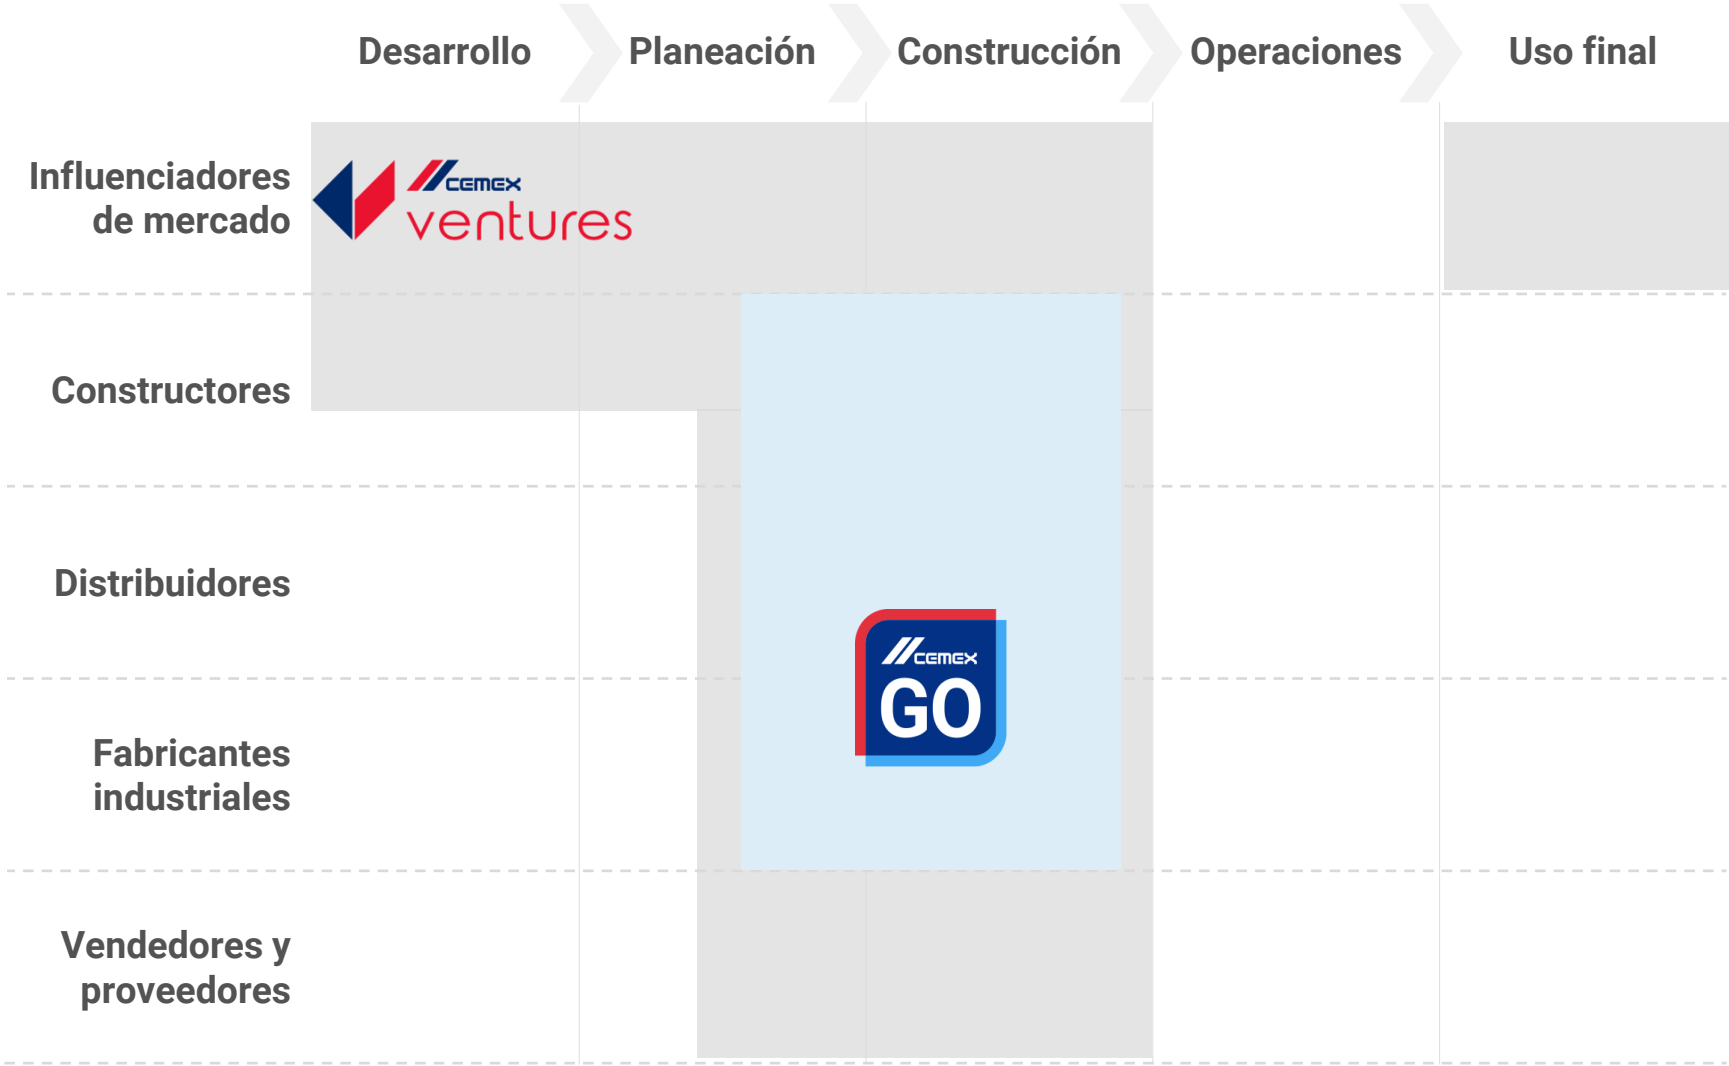 Desarrollo
Planeación
Construcción
Operaciones
Uso final
Influenciadores
de mercado
CEMEX
ventures
Constructores
Distribuidores
CEMEX
GO
Fabricantes
industriales
Vendedores y
proveedores